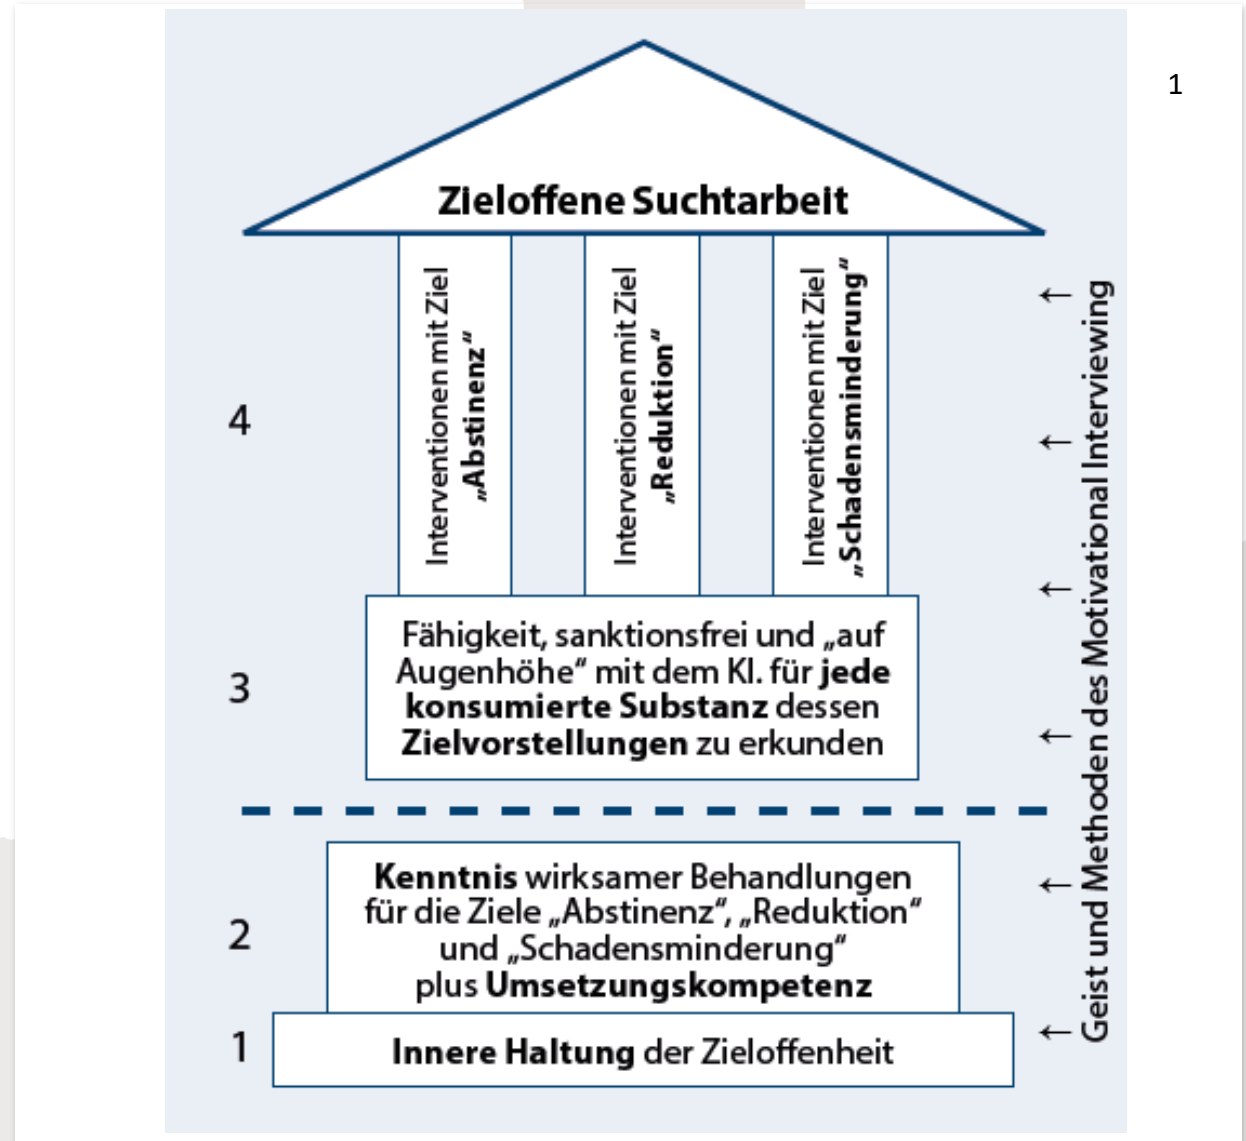 1
Zieloffene Suchtarbeit
4
Interventionen mit Ziel
„Abstinenz“
Interventionen mit Ziel
„Reduktion“
Interventionen mit Ziel
„Schadensminderung“
3
Fähigkeit, sanktionsfrei und „auf
Augenhöhe“ mit dem Kl. für jede
konsumierte Substanz dessen
Zielvorstellungen zu erkunden
2
Kenntnis wirksamer Behandlungen
für die Ziele „Abstinenz“, „Reduktion“
und „Schadensminderung“
plus Umsetzungskompetenz
1
Innere Haltung der Zieloffenheit
Geist und Methoden des Motivational Interviewing